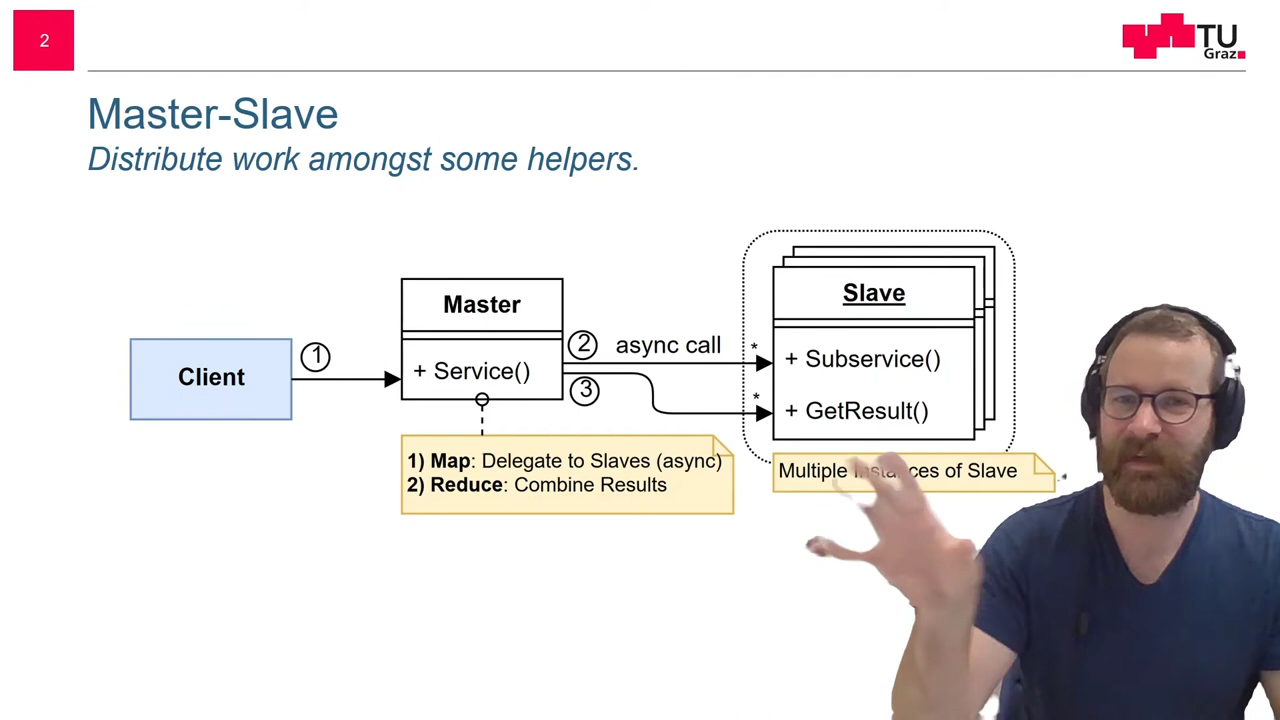 2
TU
Graz
Master-Slave
Distribute work amongst some helpers.
Client
1
Master
+ Service()
2
async call
*
3
*
Slave
+ Subservice()
+ GetResult()
1) Map: Delegate to Slaves (async)
2) Reduce: Combine Results
Multiple Instances of Slave